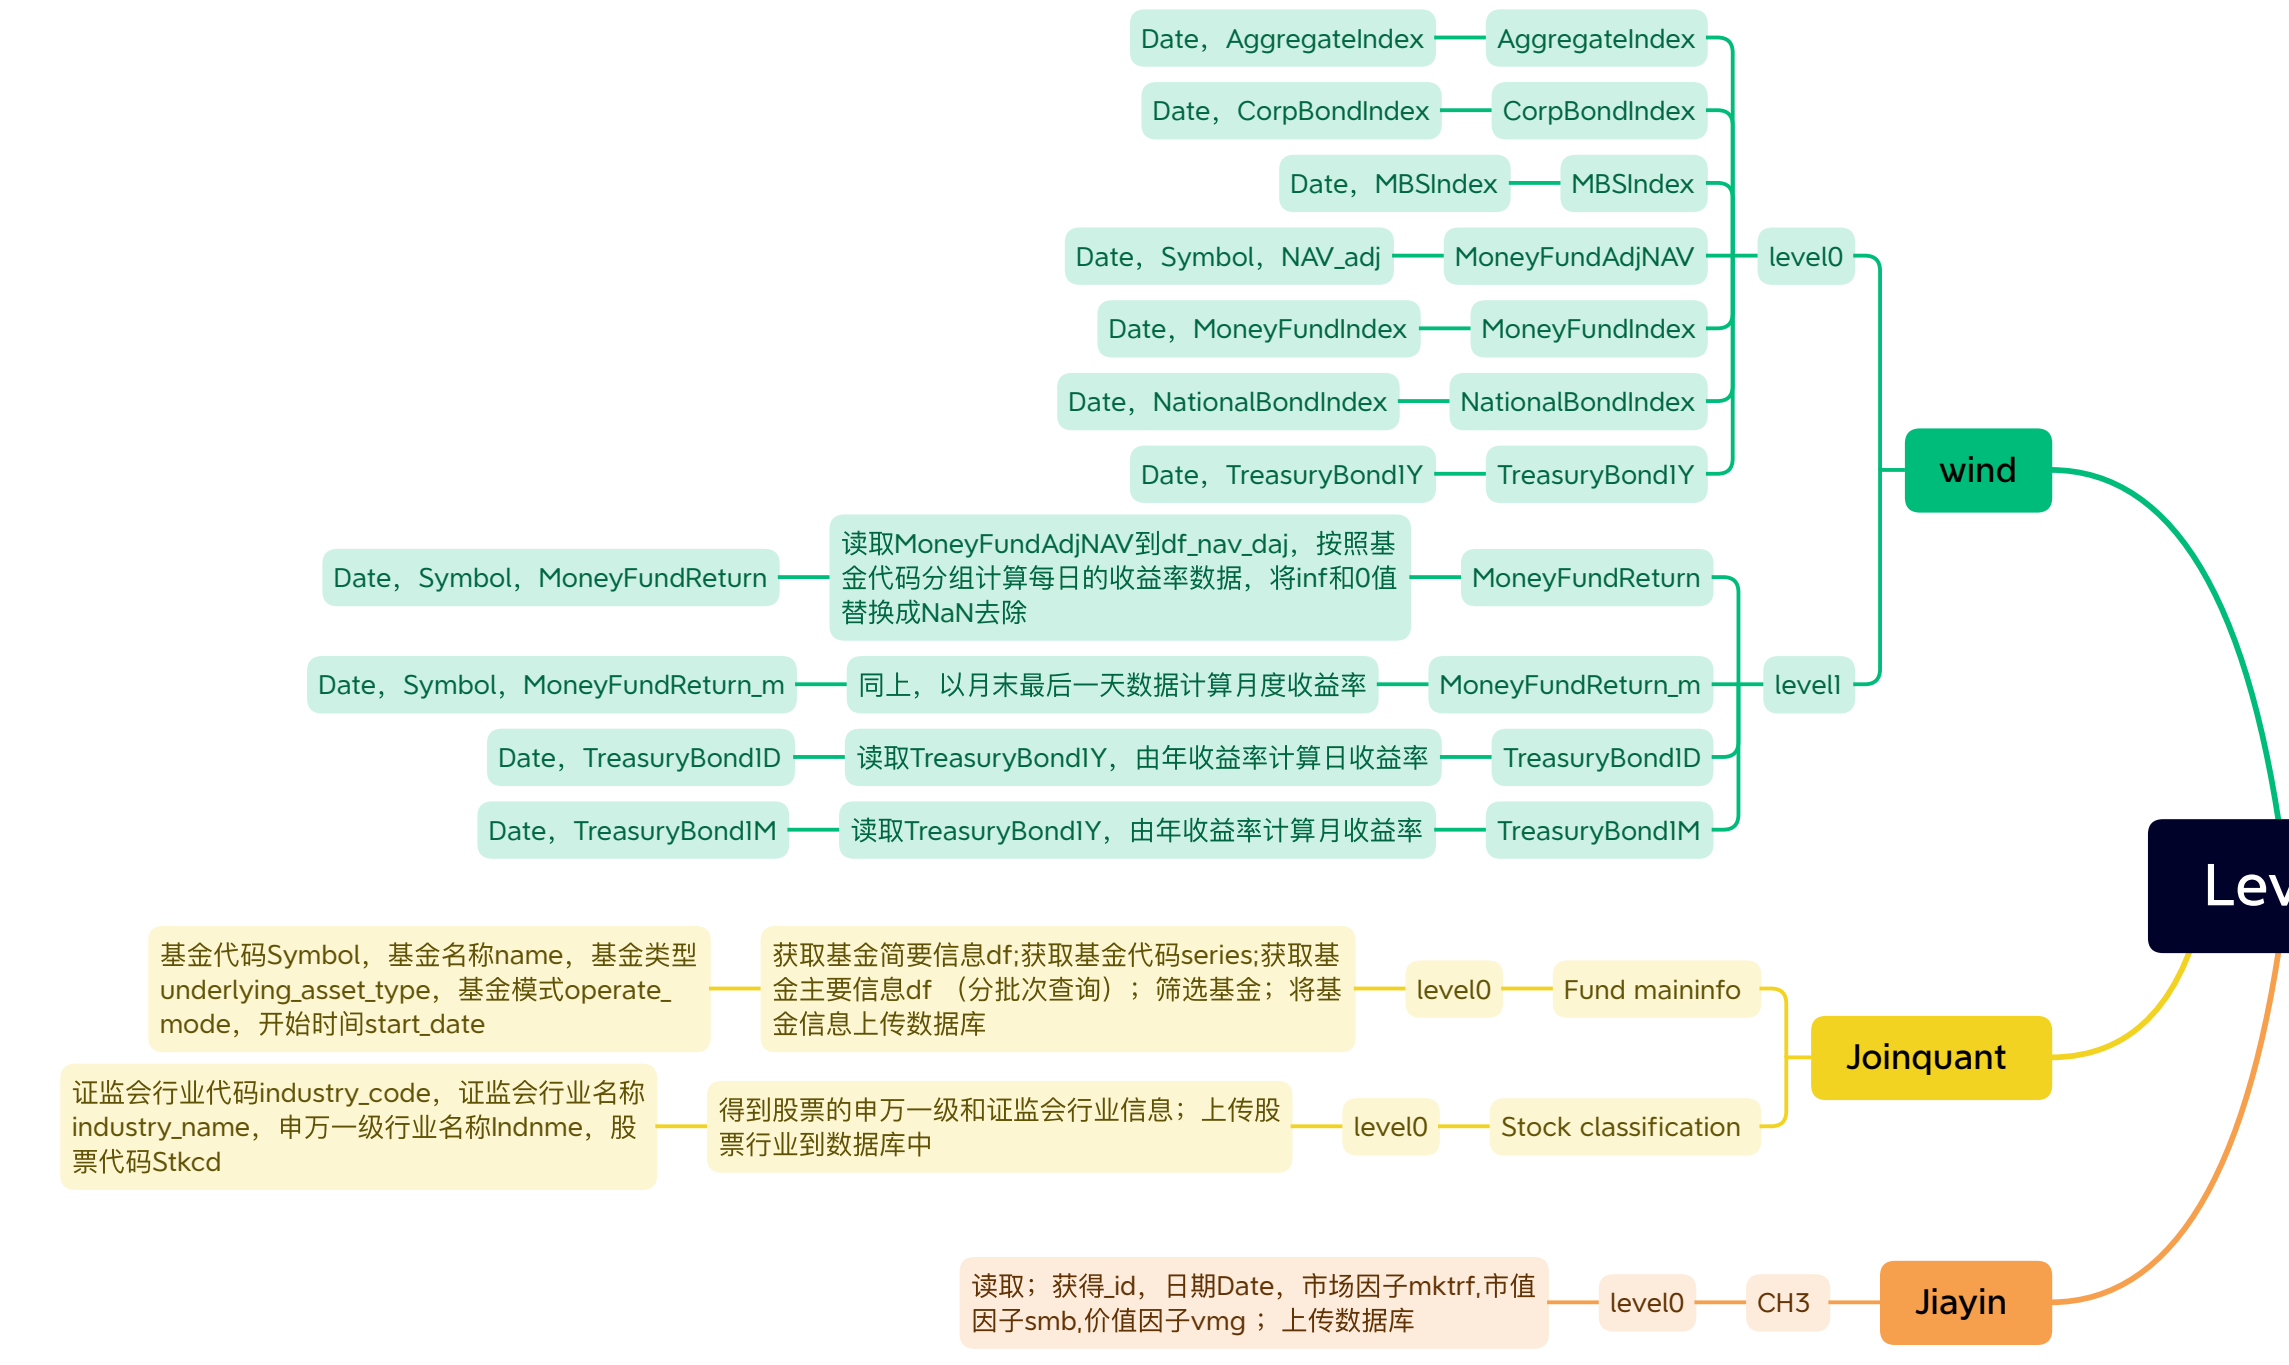 Date，AggregateIndex
AggregateIndex
Date，CorpBondIndex
CorpBondIndex
Date，MBSIndex
MBSIndex
Date，Symbol，NAV_adj
MoneyFundAdjNAV
level0
Date，MoneyFundIndex
MoneyFundIndex
Date，NationalBondIndex
NationalBondIndex
wind
Date，TreasuryBond1Y
TreasuryBond1Y
Date，Symbol，MoneyFundReturn
读取MoneyFundAdjNAV到df_nav_daj，按照基
金代码分组计算每日的收益率数据，将inf和0值
替换成NaN去除
MoneyFundReturn
Date，Symbol，MoneyFundReturn_m
同上，以月末最后一天数据计算月度收益率
MoneyFundReturn_m
level1
Date，TreasuryBond1D
读取TreasuryBond1Y，由年收益率计算日收益率
TreasuryBond1D
Date，TreasuryBond1M
读取TreasuryBond1Y，由年收益率计算月收益率
TreasuryBond1M
Lev
基金代码Symbol，基金名称name，基金类型
underlying_asset_type，基金模式operate_
mode，开始时间start_date
获取基金简要信息df;获取基金代码series;获取基
金主要信息df （分批次查询）；筛选基金；将基
金信息上传数据库
level0
Fund maininfo
Joinquant
证监会行业代码industry_code，证监会行业名称
industry_name，申万一级行业名称Indnme，股
票代码Stkcd
得到股票的申万一级和证监会行业信息；上传股
票行业到数据库中
level0
Stock classification
读取；获得_id，日期Date，市场因子mktrf,市值
因子smb,价值因子vmg ；上传数据库
level0
CH3
Jiayin